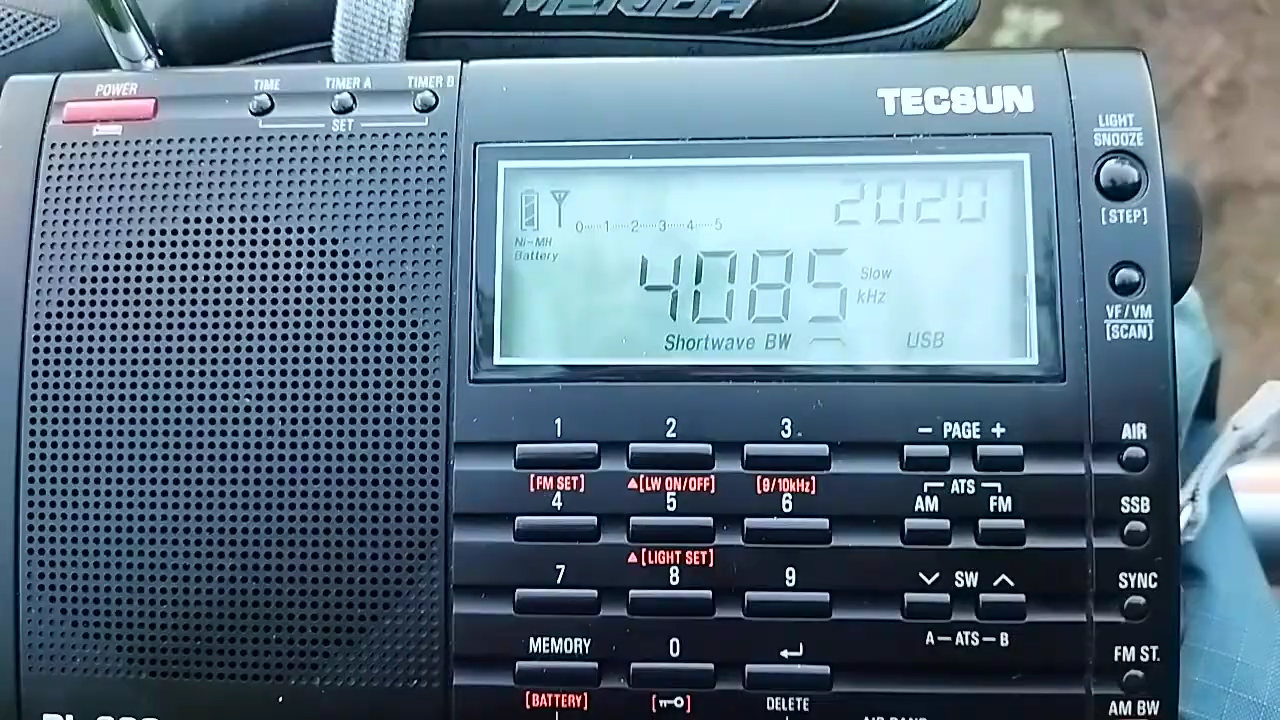 MERIDA
POWER
TIME
TIMER A
TIMER B
SET
TECSUN
LIGHT
SNOOZE
[STEP]
2020
0 1 2 3 4 5
Ni-MH
Battery
4085
Slow
kHz
Shortwave BW
USB
VF/VM
[SCAN]
1 2 3
- PAGE +
AIR
[FM SET] ▲[LW ON/OFF] [9/10kHz]
ATS
4 5 6
AM FM
SSB
▲[LIGHT SET]
7 8 9
SW
SYNC
A-ATS-B
MEMORY 0 ↵
FM ST.
[BATTERY] DELETE
AM BW